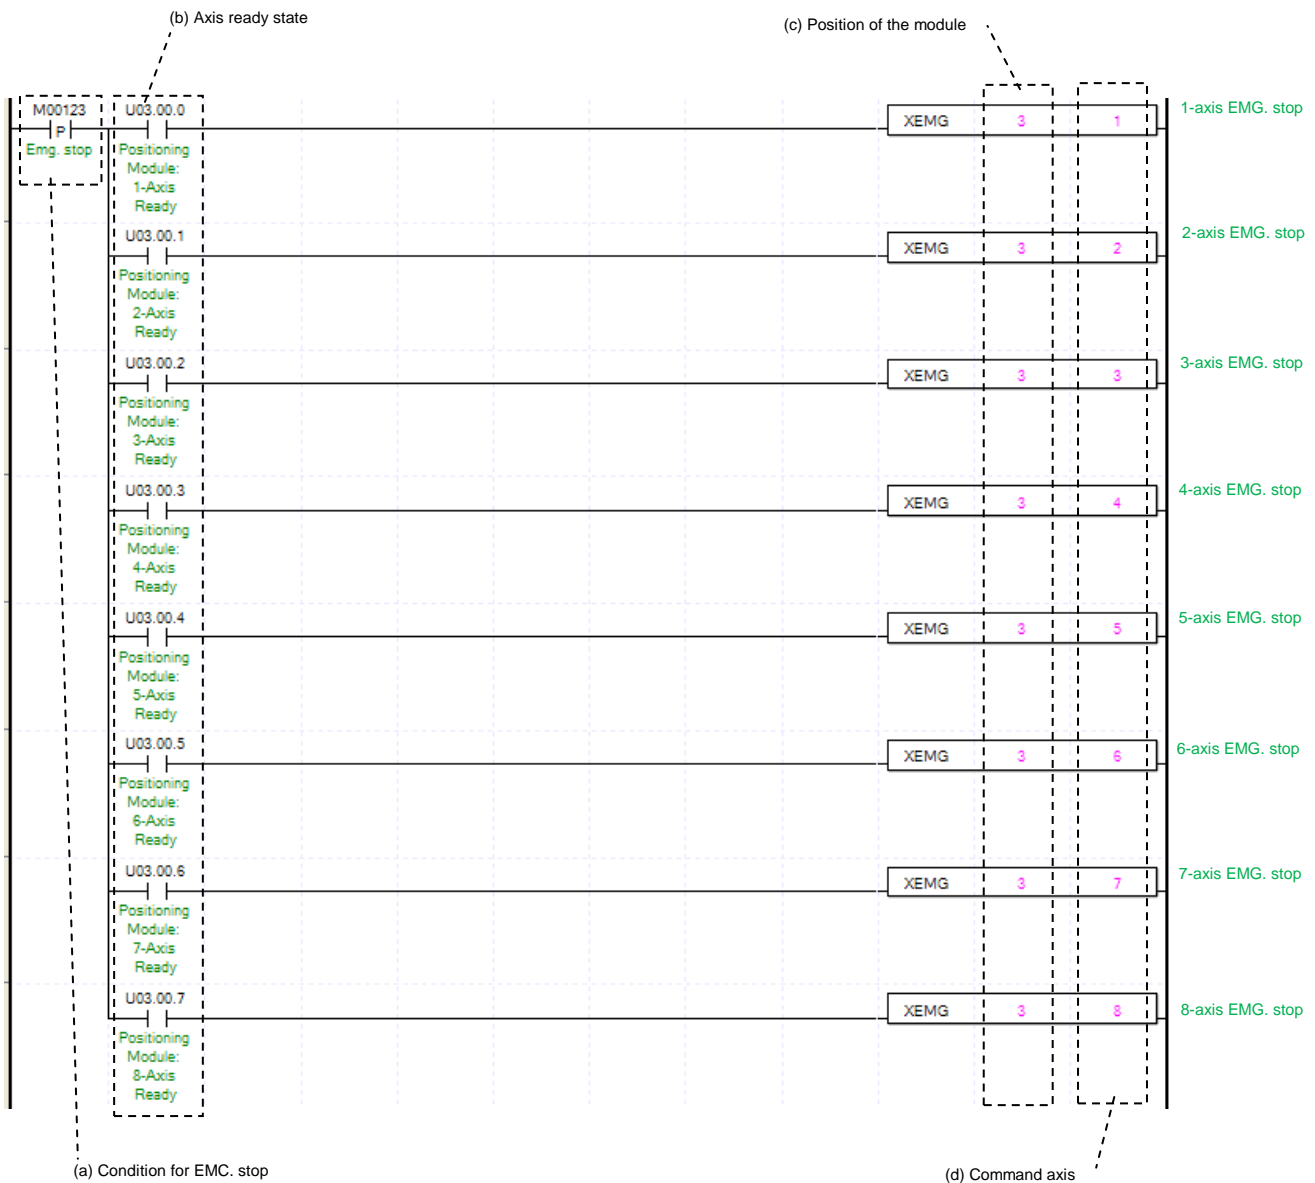 (b) Axis ready state
(c) Position of the module
M00123
P
Emg. stop
U03.00.0
XEMG 3 1
1-axis EMG. stop
Positioning
Module:
1-Axis
Ready
U03.00.1
XEMG 3 2
2-axis EMG. stop
Positioning
Module:
2-Axis
Ready
U03.00.2
XEMG 3 3
3-axis EMG. stop
Positioning
Module:
3-Axis
Ready
U03.00.3
XEMG 3 4
4-axis EMG. stop
Positioning
Module:
4-Axis
Ready
U03.00.4
XEMG 3 5
5-axis EMG. stop
Positioning
Module:
5-Axis
Ready
U03.00.5
XEMG 3 6
6-axis EMG. stop
Positioning
Module:
6-Axis
Ready
U03.00.6
XEMG 3 7
7-axis EMG. stop
Positioning
Module:
7-Axis
Ready
U03.00.7
XEMG 3 8
8-axis EMG. stop
Positioning
Module:
8-Axis
Ready
(a) Condition for EMC. stop
(d) Command axis